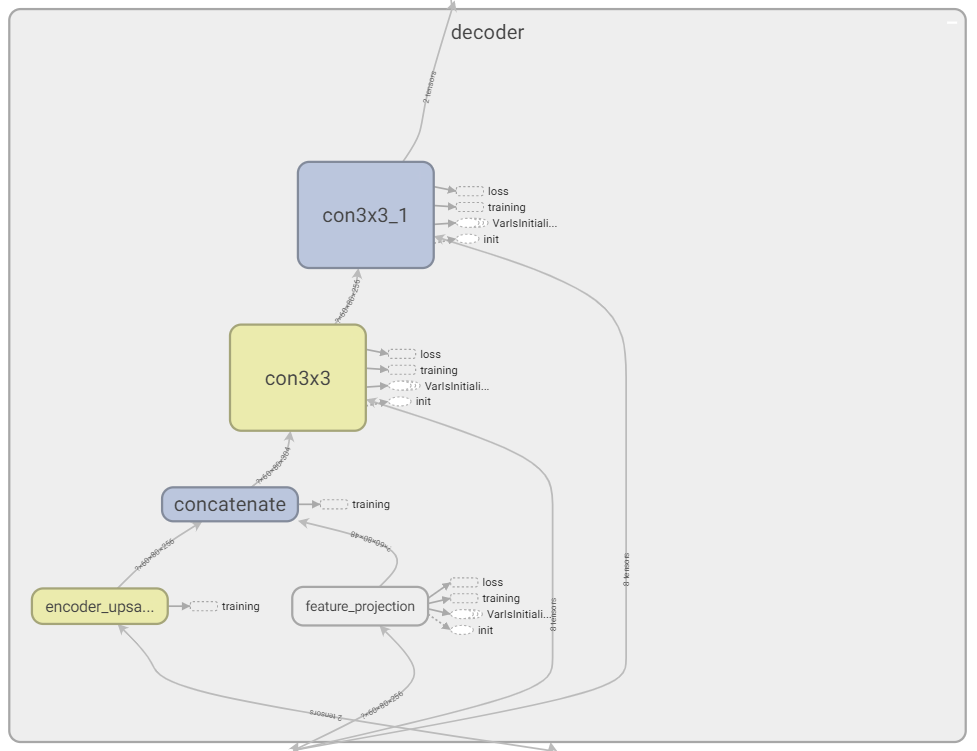 decoder
2 tensors
con3x3_1
loss
training
VarIsInitiali...
init
?×60×80×256
con3x3
loss
training
VarIsInitiali...
init
?×60×80×304
concatenate
training
?×60×80×256
?×60×80×48
encoder_upsa...
training
feature_projection
loss
training
VarIsInitiali...
init
8 tensors
8 tensors
2 tensors
?×60×80×256